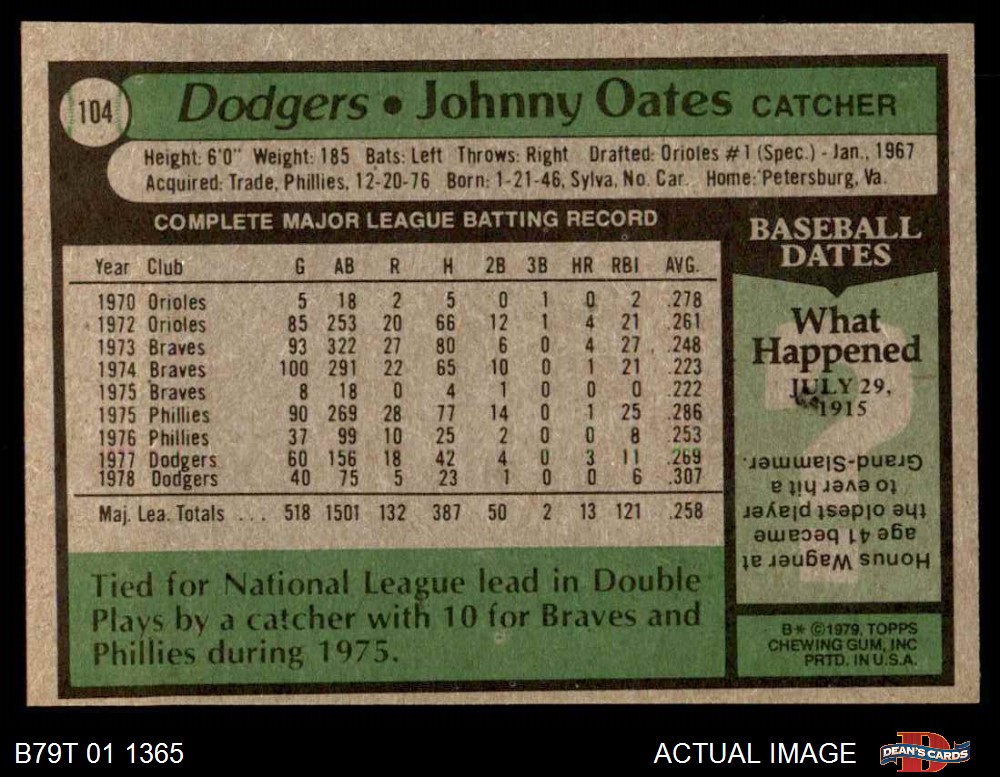 104
Dodgers • Johnny Oates CATCHER
Height: 6'0" Weight: 185 Bats: Left Throws: Right Drafted: Orioles #1 (Spec.) - Jan., 1967
Acquired: Trade, Phillies, 12-20-76 Born: 1-21-46, Sylva, No. Car. Home: Petersburg, Va.
COMPLETE MAJOR LEAGUE BATTING RECORD
Year Club G AB R H 2B 3B HR RBI AVG.
1970 Orioles 5 18 2 5 0 1 0 2 .278
1972 Orioles 85 253 20 66 12 1 4 21 .261
1973 Braves 93 322 27 80 6 0 4 27 .248
1974 Braves 100 291 22 65 10 0 1 21 .223
1975 Braves 8 18 0 4 1 0 0 0 .222
1975 Phillies 90 269 28 77 14 0 1 25 .286
1976 Phillies 37 99 10 25 2 0 0 8 .253
1977 Dodgers 60 156 18 42 4 0 3 11 .269
1978 Dodgers 40 75 5 23 1 0 0 6 .307
Maj. Lea. Totals ... 518 1501 132 387 50 2 13 121 .258
Tied for National League lead in Double
Plays by a catcher with 10 for Braves and
Phillies during 1975.
BASEBALL
DATES
What
Happened
JULY 29,
1915
Honus Wagner at
age 41 became
the oldest player
to ever hit a
Grand-Slammer.
B* ©1979, TOPPS
CHEWING GUM, INC
PRTD. IN U.S.A.
B79T 01 1365
ACTUAL IMAGE
DEAN'S CARDS